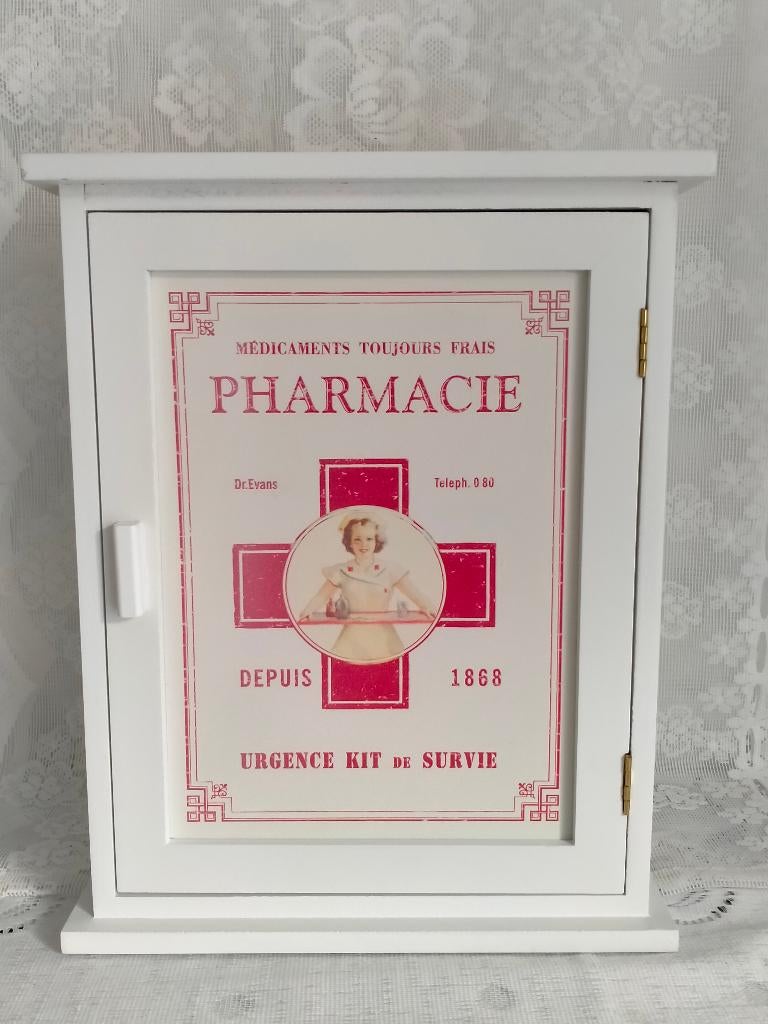 MÉDICAMENTS TOUJOURS FRAIS
PHARMACIE
Dr.Evans Teleph. 0 80
DEPUIS 1868
URGENCE KIT DE SURVIE